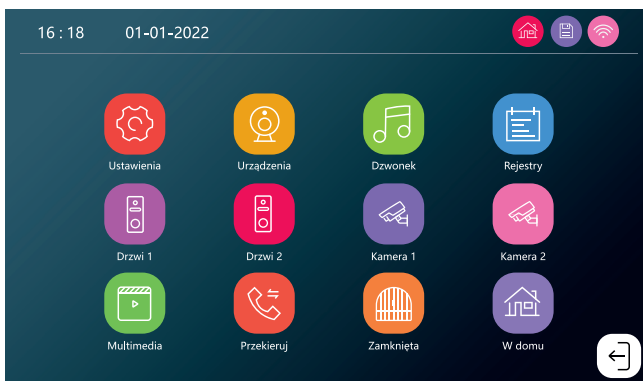 16 : 18 01-01-2022
Ustawienia Urządzenia Dzwonek Rejestry
Drzwi 1 Drzwi 2 Kamera 1 Kamera 2
Multimedia Przekieruj Zamknięta W domu